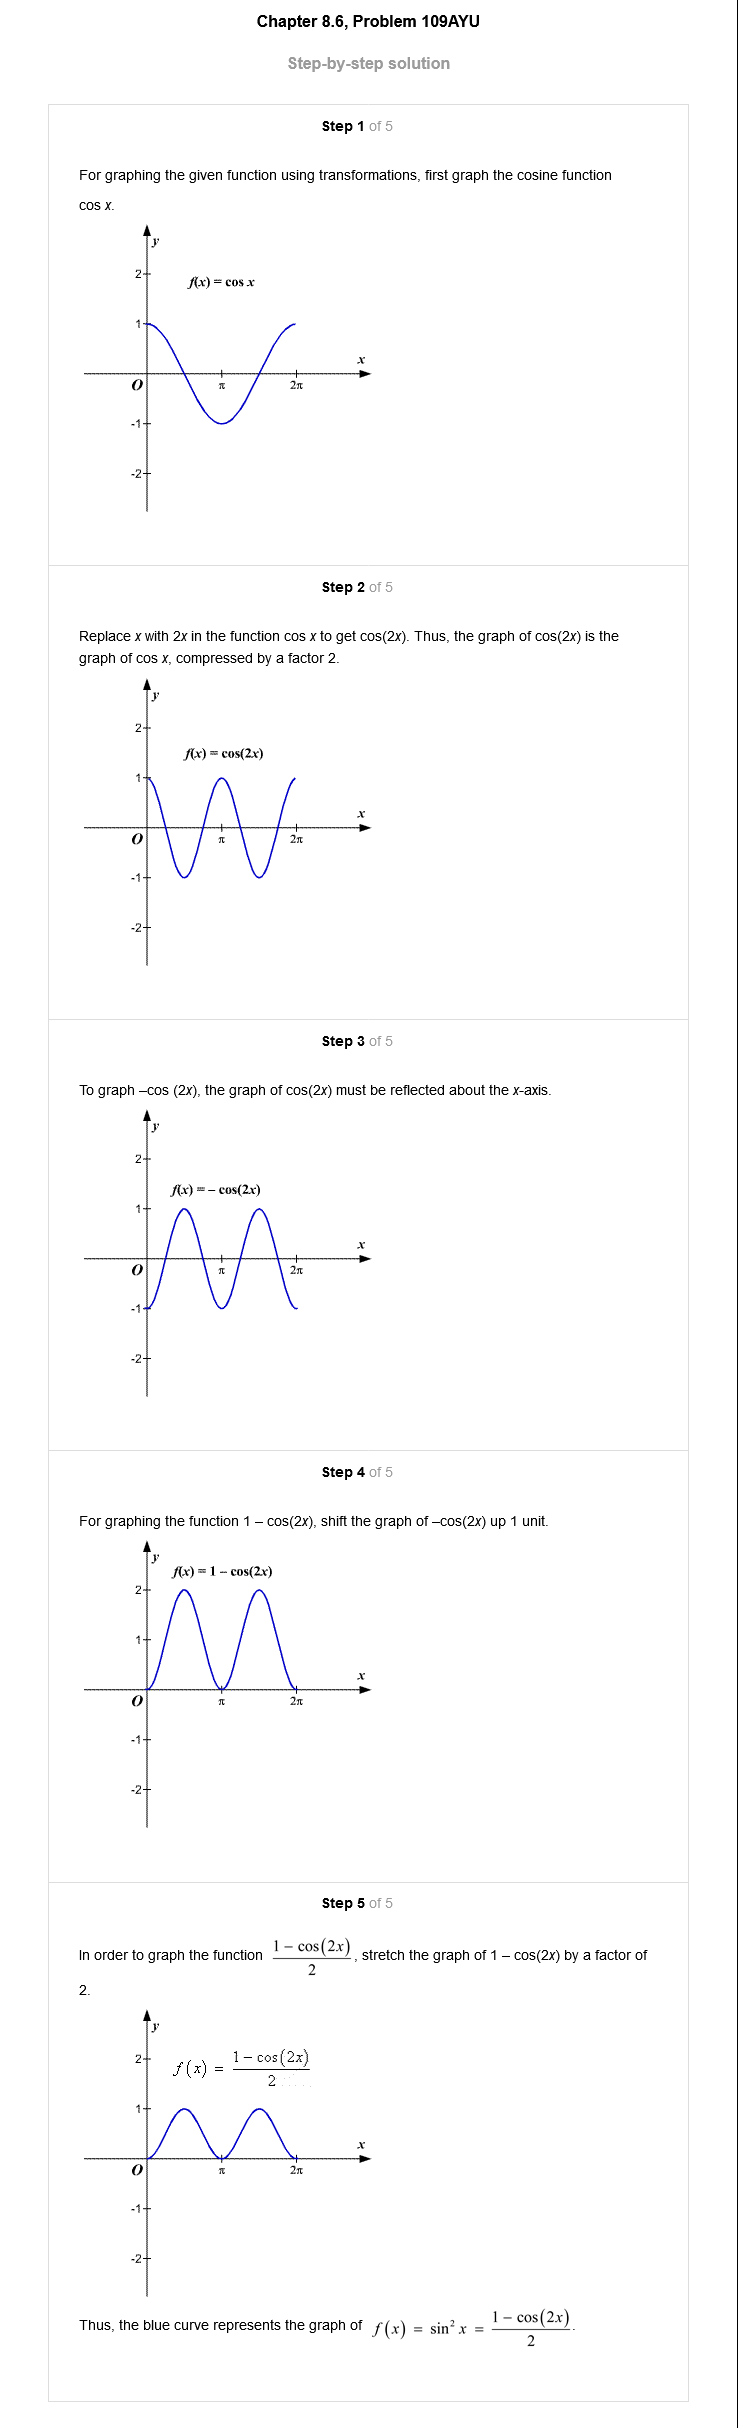 Chapter 8.6, Problem 109AYU
Step-by-step solution
Step 1 of 5
For graphing the given function using transformations, first graph the cosine function
cos x.
y
2
f(x) = cos x
1
x
O
π
2π
-1
-2
Step 2 of 5
Replace x with 2x in the function cos x to get cos(2x). Thus, the graph of cos(2x) is the
graph of cos x, compressed by a factor 2.
y
2
f(x) = cos(2x)
1
x
O
π
2π
-1
-2
Step 3 of 5
To graph –cos (2x), the graph of cos(2x) must be reflected about the x-axis.
y
2
f(x) = – cos(2x)
1
x
O
π
2π
-1
-2
Step 4 of 5
For graphing the function 1 – cos(2x), shift the graph of –cos(2x) up 1 unit.
y
f(x) = 1 – cos(2x)
2
1
x
O
π
2π
-1
-2
Step 5 of 5
In order to graph the function (1 − cos(2x))/2, stretch the graph of 1 – cos(2x) by a factor of
2.
y
2
f(x) = (1 − cos(2x))/2
1
x
O
π
2π
-1
-2
Thus, the blue curve represents the graph of f(x) = sin² x = (1 − cos(2x))/2.